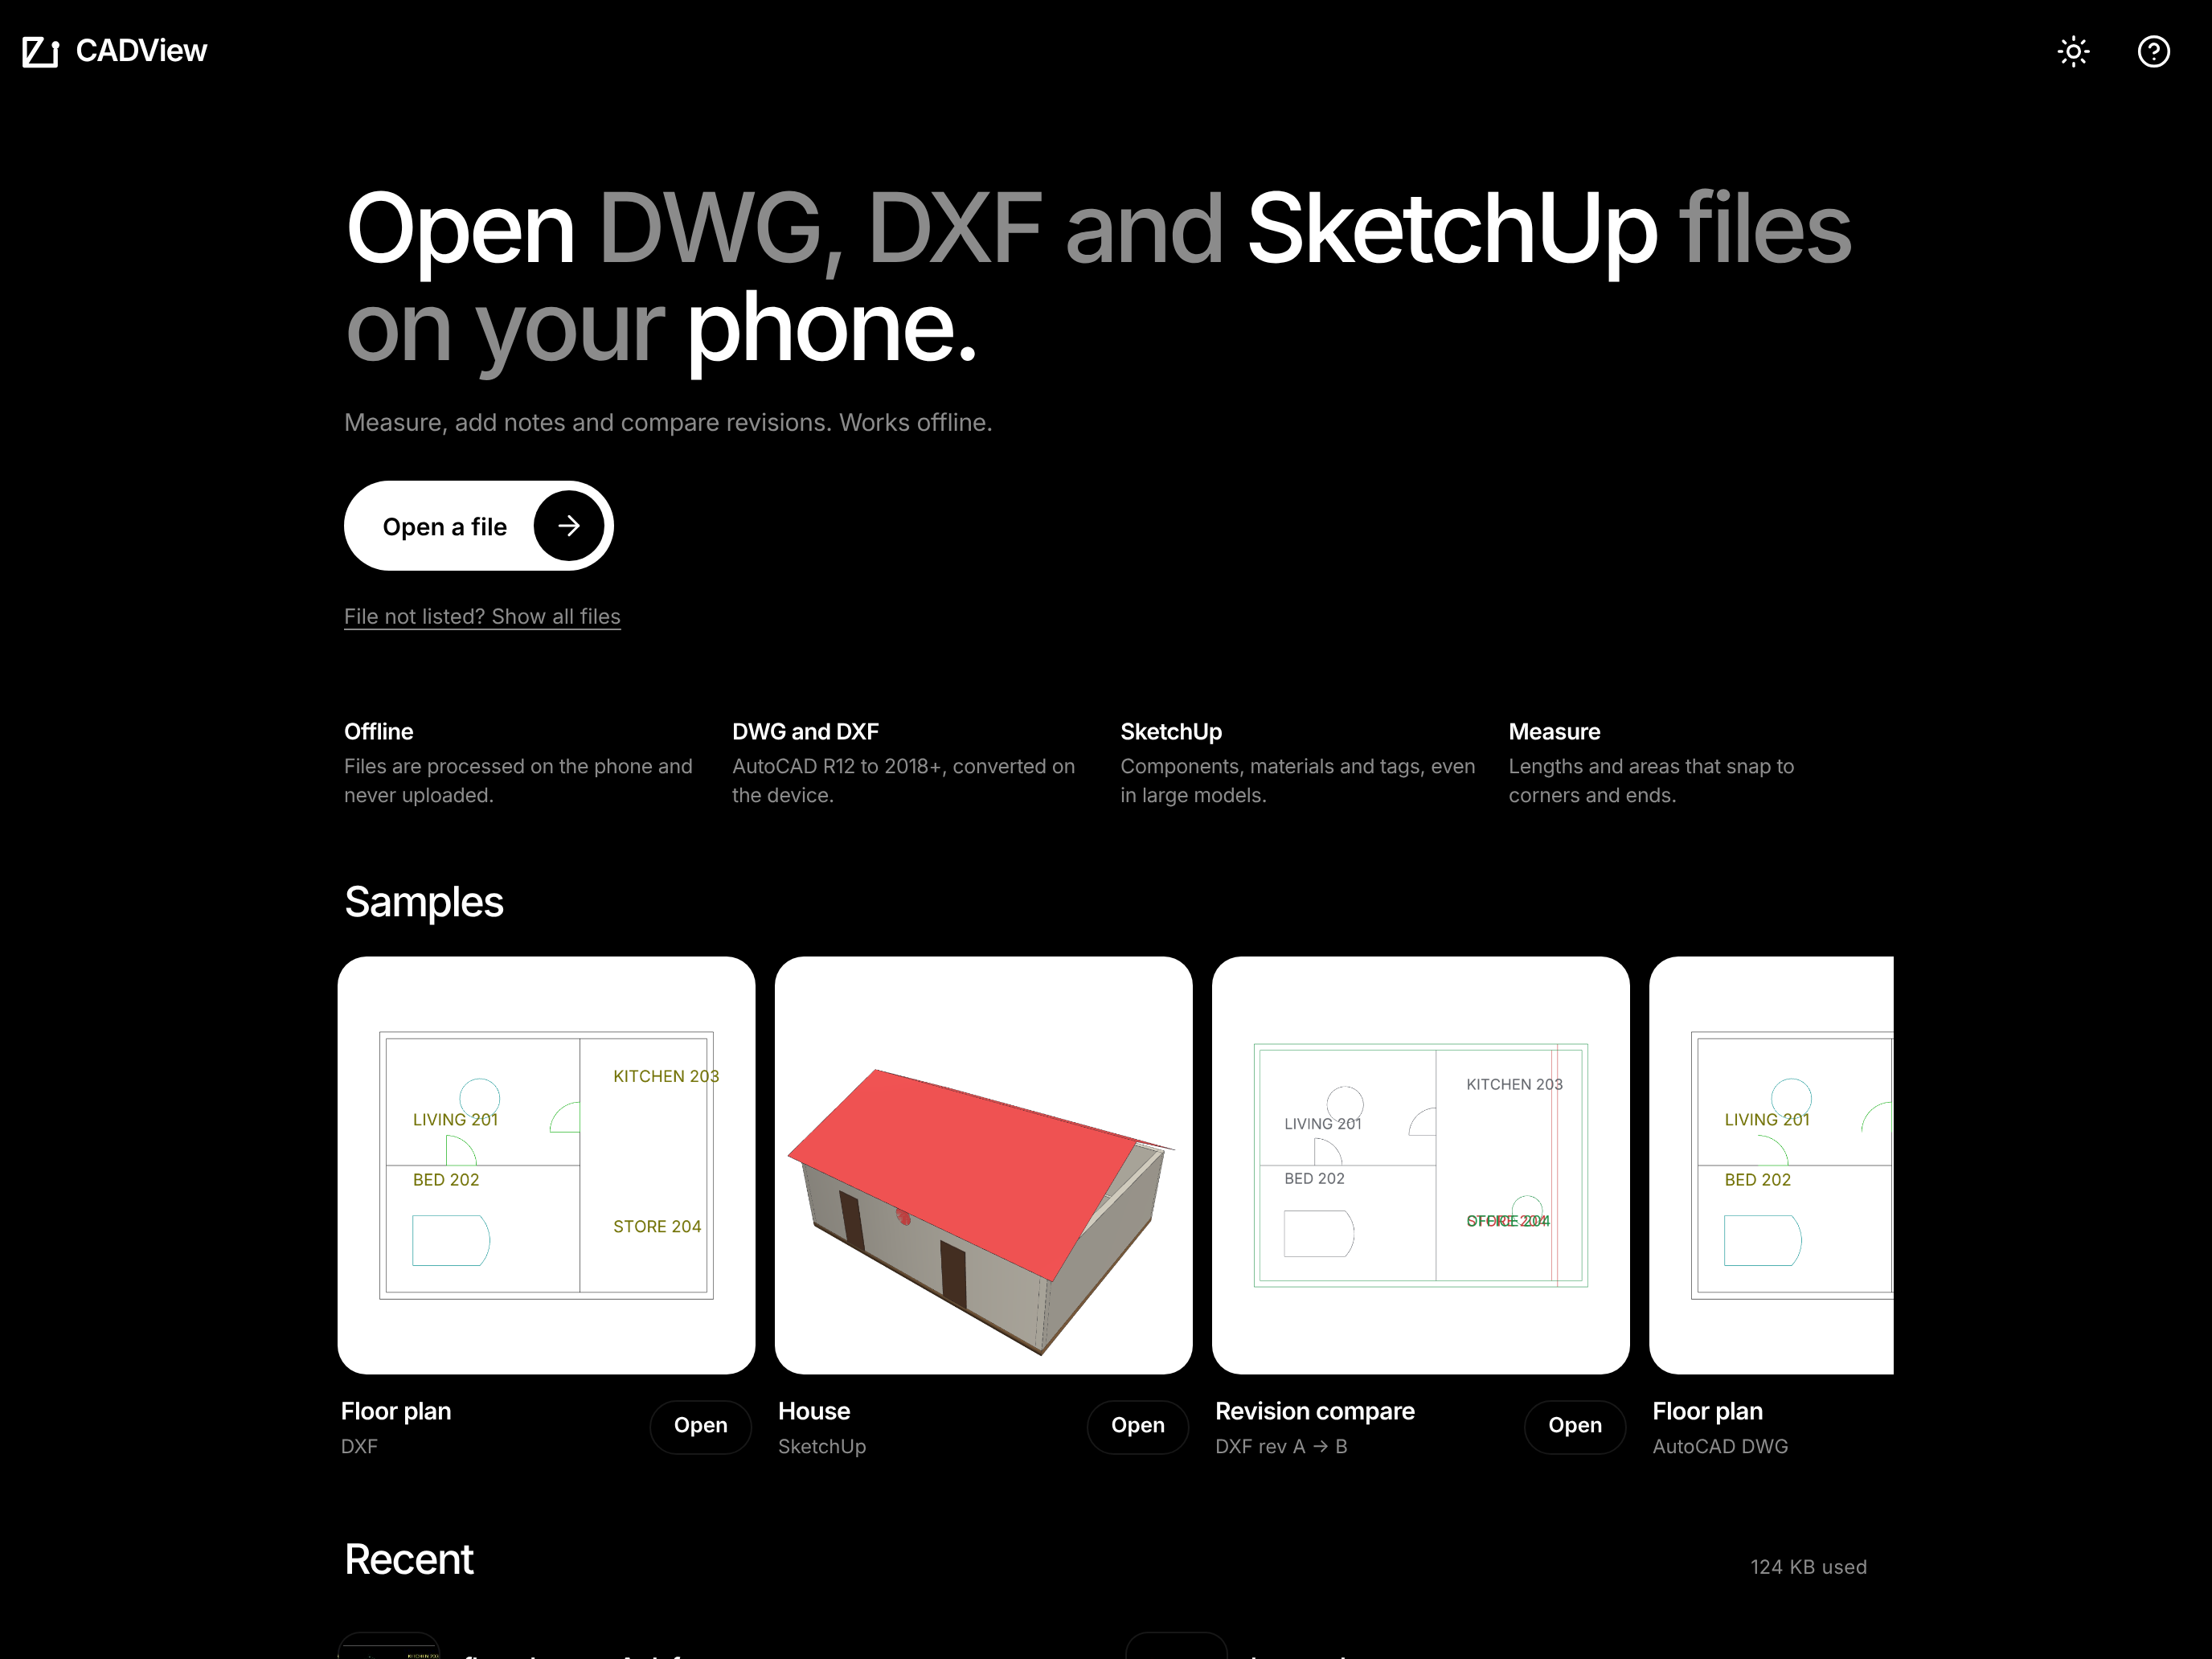 CADView
Open DWG, DXF and SketchUp files
on your phone.
Measure, add notes and compare revisions. Works offline.
Open a file
File not listed? Show all files
Offline
Files are processed on the phone and
never uploaded.
DWG and DXF
AutoCAD R12 to 2018+, converted on
the device.
SketchUp
Components, materials and tags, even
in large models.
Measure
Lengths and areas that snap to
corners and ends.
Samples
KITCHEN 203
LIVING 201
BED 202
STORE 204
KITCHEN 203
LIVING 201
BED 202
LIVING 201
BED 202
Floor plan
DXF
Open
House
SketchUp
Open
Revision compare
DXF rev A → B
Open
Floor plan
AutoCAD DWG
Recent
124 KB used